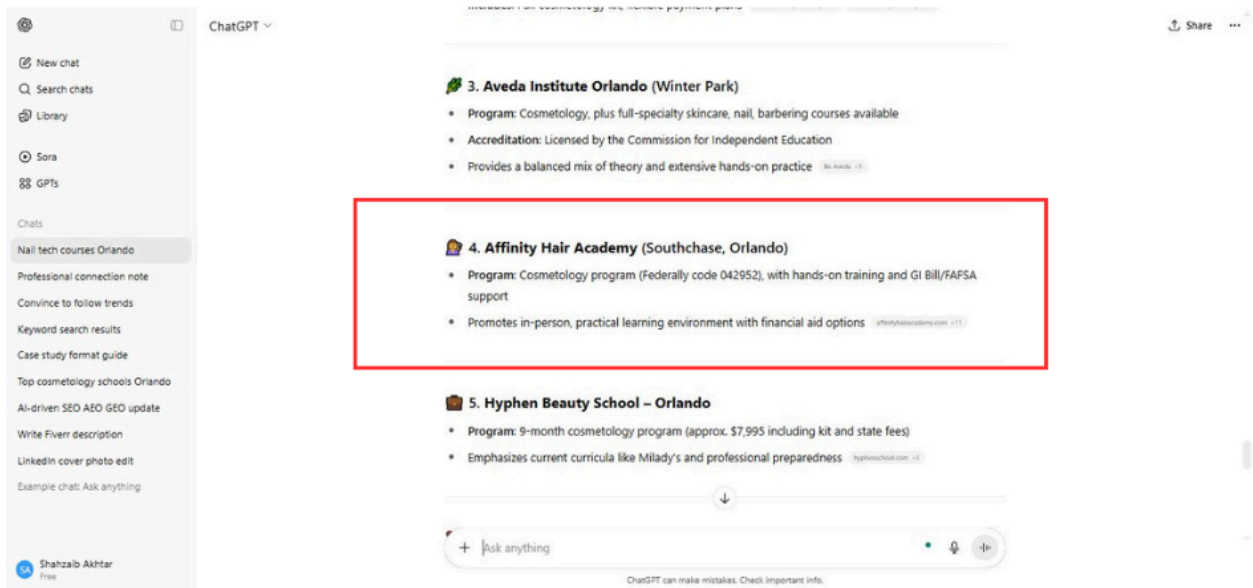 ChatGPT
Share
New chat
Search chats
Library
Sora
GPTs
Chats
Nail tech courses Orlando
Professional connection note
Convince to follow trends
Keyword search results
Case study format guide
Top cosmetology schools Orlando
AI-driven SEO AEO GEO update
Write Fiverr description
LinkedIn cover photo edit
Example chat: Ask anything
SA
Shahzaib Akhtar
Free
3. Aveda Institute Orlando (Winter Park)
• Program: Cosmetology, plus full-specialty skincare, nail, barbering courses available
• Accreditation: Licensed by the Commission for Independent Education
• Provides a balanced mix of theory and extensive hands-on practice
4. Affinity Hair Academy (Southchase, Orlando)
• Program: Cosmetology program (Federally code 042952), with hands-on training and GI Bill/FAFSA
support
• Promotes in-person, practical learning environment with financial aid options affinityhairacademy.com +11
5. Hyphen Beauty School – Orlando
• Program: 9-month cosmetology program (approx. $7,995 including kit and state fees)
• Emphasizes current curricula like Milady's and professional preparedness hyphenschool.com +3
Ask anything
ChatGPT can make mistakes. Check important info.